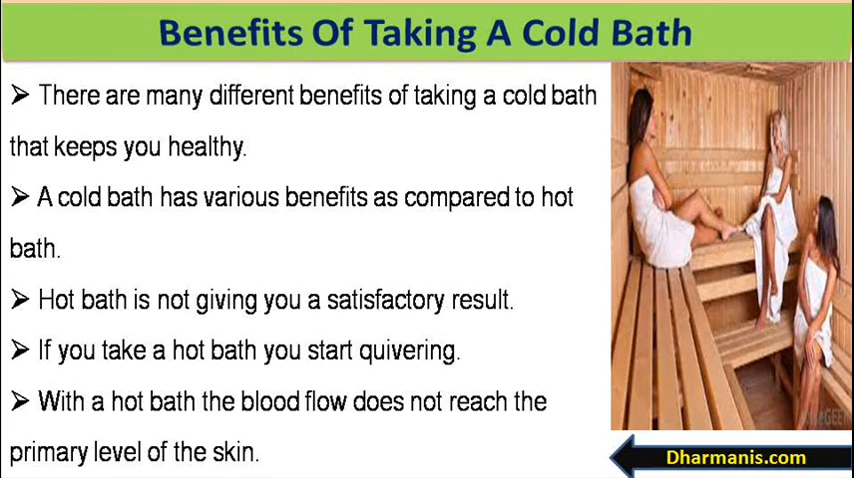 Benefits Of Taking A Cold Bath
➢ There are many different benefits of taking a cold bath
that keeps you healthy.
➢ A cold bath has various benefits as compared to hot
bath.
➢ Hot bath is not giving you a satisfactory result.
➢ If you take a hot bath you start quivering.
➢ With a hot bath the blood flow does not reach the
primary level of the skin.
Dharmanis.com